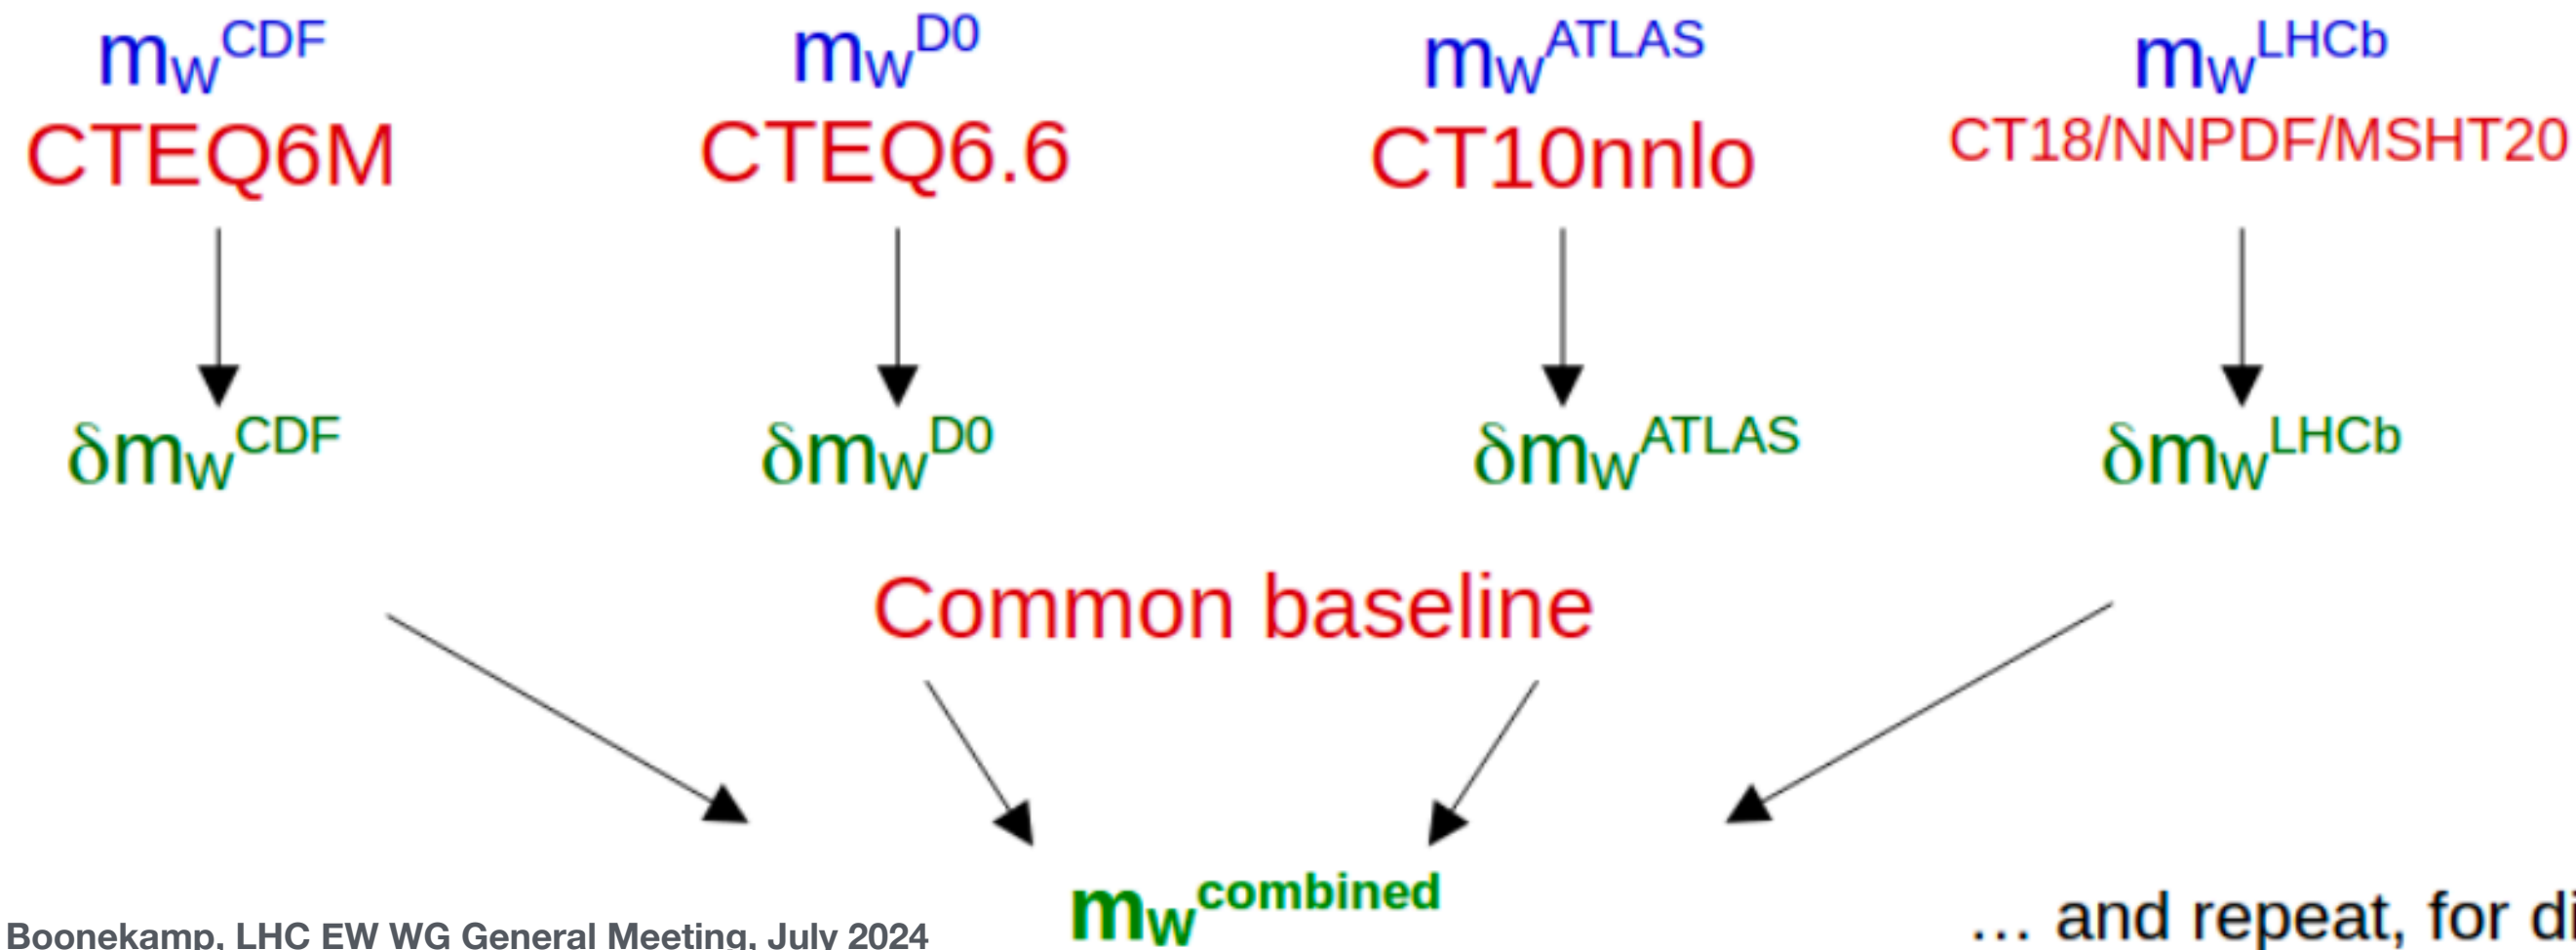 mW^CDF mW^D0 mW^ATLAS mW^LHCb
CTEQ6M CTEQ6.6 CT10nnlo CT18/NNPDF/MSHT20
δmW^CDF δmW^D0 δmW^ATLAS δmW^LHCb
Common baseline
mW^combined
Boonekamp, LHC EW WG General Meeting, July 2024
… and repeat, for